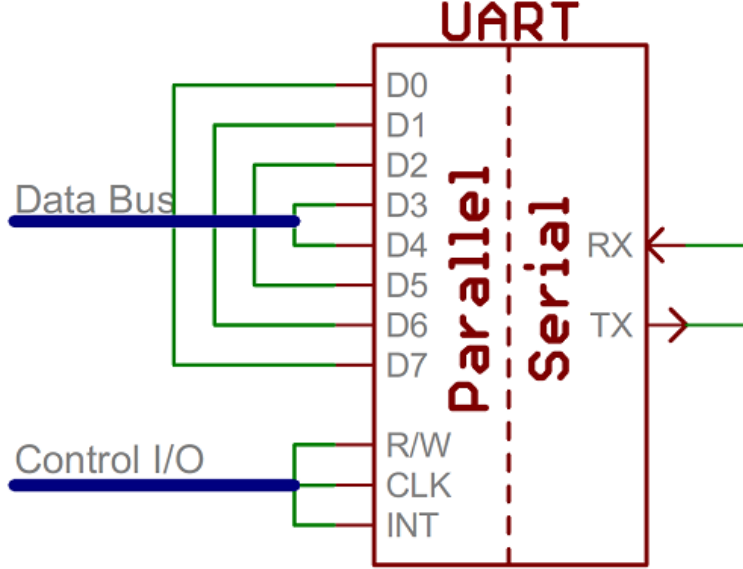 UART
Data Bus
Control I/O
D0
D1
D2
D3
D4
D5
D6
D7
R/W
CLK
INT
Parallel
Serial
RX
TX